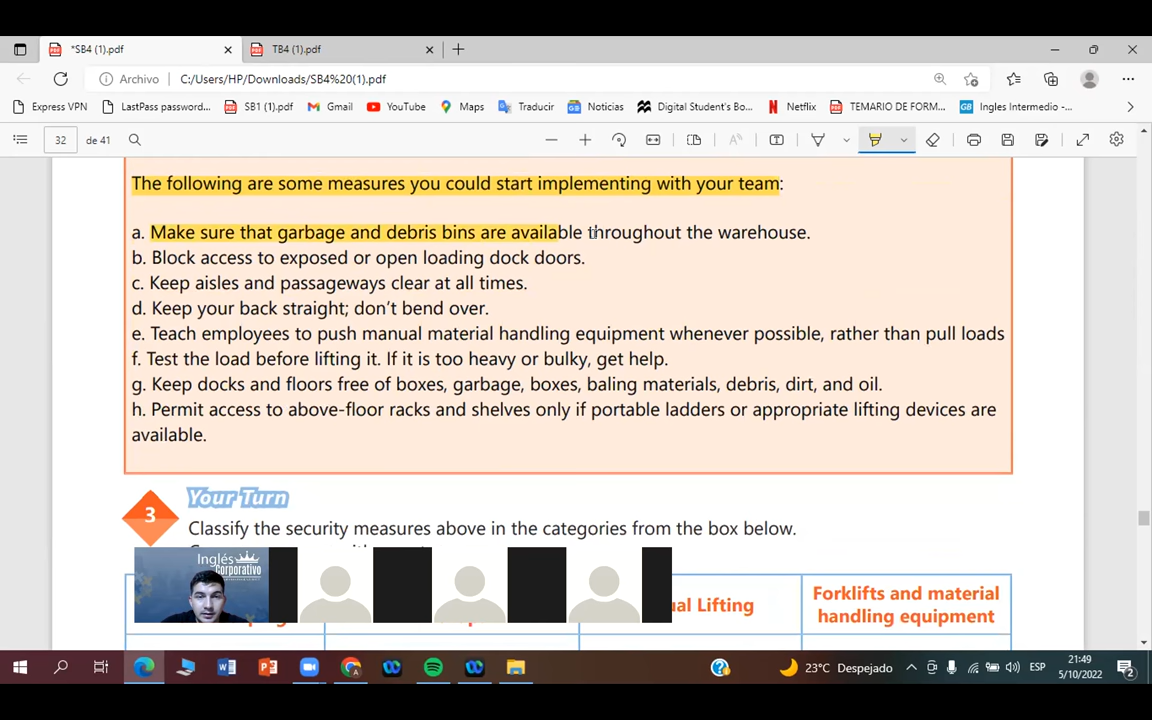 *SB4 (1).pdf
TB4 (1).pdf
Archivo
C:/Users/HP/Downloads/SB4%20(1).pdf
Express VPN
LastPass password...
SB1 (1).pdf
Gmail
YouTube
Maps
Traducir
Noticias
Digital Student's Bo...
Netflix
TEMARIO DE FORM...
Ingles Intermedio -...
32
de 41
The following are some measures you could start implementing with your team:
a. Make sure that garbage and debris bins are available throughout the warehouse.
b. Block access to exposed or open loading dock doors.
c. Keep aisles and passageways clear at all times.
d. Keep your back straight; don't bend over.
e. Teach employees to push manual material handling equipment whenever possible, rather than pull loads
f. Test the load before lifting it. If it is too heavy or bulky, get help.
g. Keep docks and floors free of boxes, garbage, boxes, baling materials, debris, dirt, and oil.
h. Permit access to above-floor racks and shelves only if portable ladders or appropriate lifting devices are
available.
3
Your Turn
Classify the security measures above in the categories from the box below.
Inglés
Corporativo
Lifting
Forklifts and material
handling equipment
23°C Despejado
ESP
21:49
5/10/2022
2